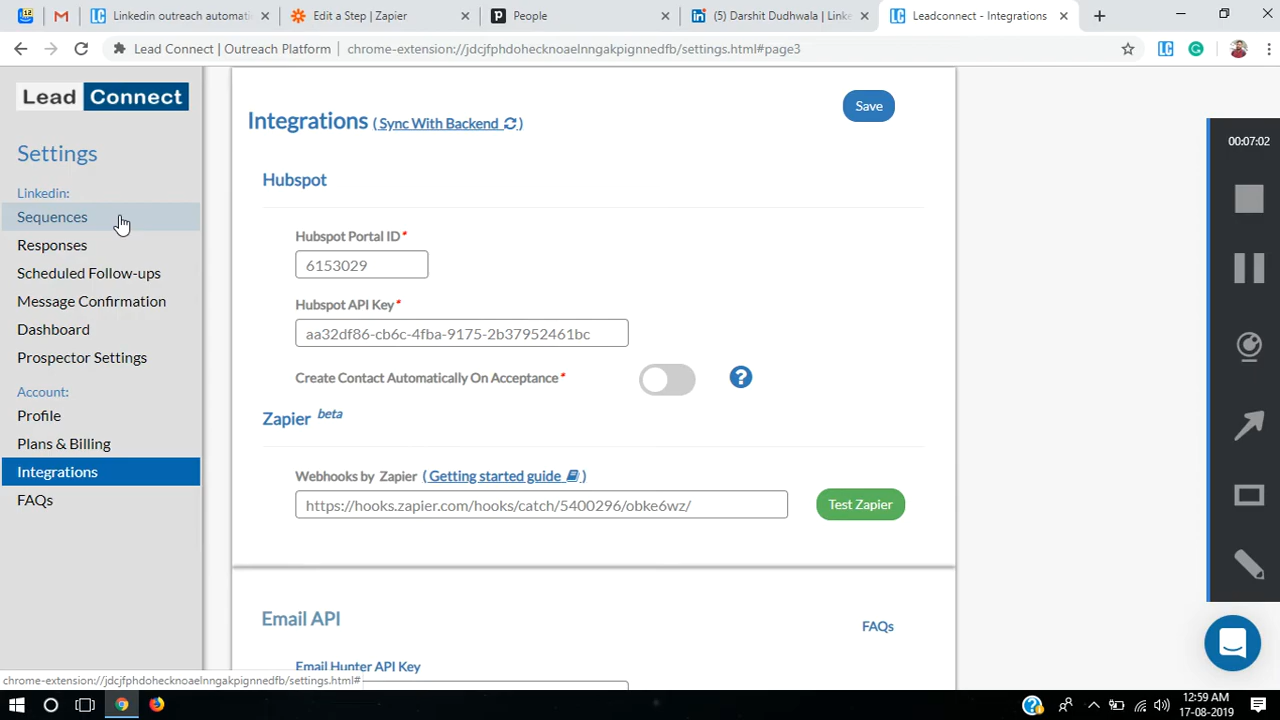 12
Linkedin outreach automati
Edit a Step | Zapier
People
(5) Darshit Dudhwala | Linke
Leadconnect - Integrations
Lead Connect | Outreach Platform
chrome-extension://jdcjfphdohecknoaelnngakpignnedfb/settings.html#page3
Lead Connect
Settings
Linkedin:
Sequences
Responses
Scheduled Follow-ups
Message Confirmation
Dashboard
Prospector Settings
Account:
Profile
Plans & Billing
Integrations
FAQs
Integrations ( Sync With Backend )
Save
Hubspot
Hubspot Portal ID*
6153029
Hubspot API Key*
aa32df86-cb6c-4fba-9175-2b37952461bc
Create Contact Automatically On Acceptance*
?
Zapier beta
Webhooks by Zapier ( Getting started guide )
https://hooks.zapier.com/hooks/catch/5400296/obke6wz/
Test Zapier
Email API
FAQs
Email Hunter API Key
00:07:02
chrome-extension://jdcjfphdohecknoaelnngakpignnedfb/settings.html#
12:59 AM
17-08-2019